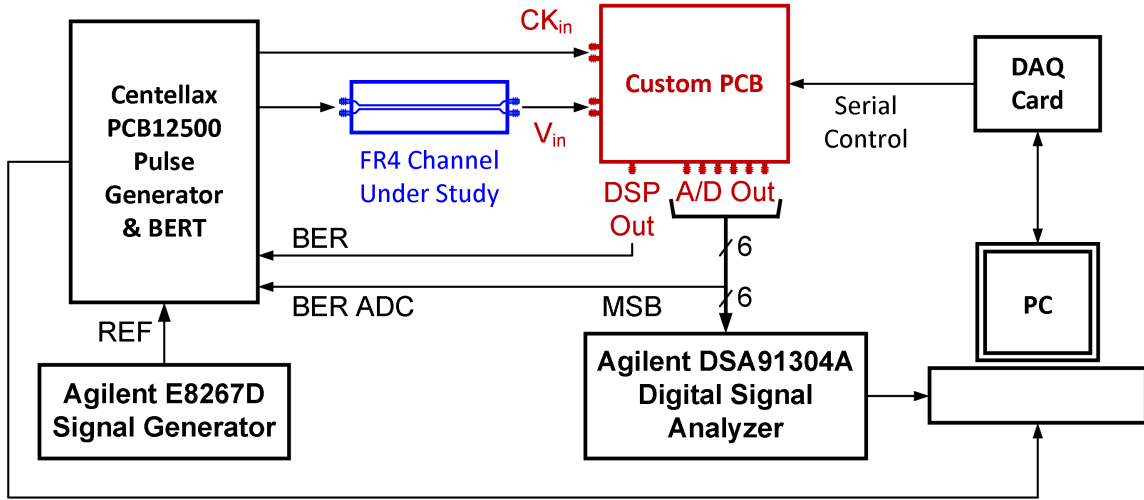 Centellax
PCB12500
Pulse
Generator
& BERT
CKin
Vin
FR4 Channel
Under Study
Custom PCB
DSP
Out
A/D Out
Serial
Control
DAQ
Card
BER
6
BER ADC
MSB
6
PC
REF
Agilent E8267D
Signal Generator
Agilent DSA91304A
Digital Signal
Analyzer